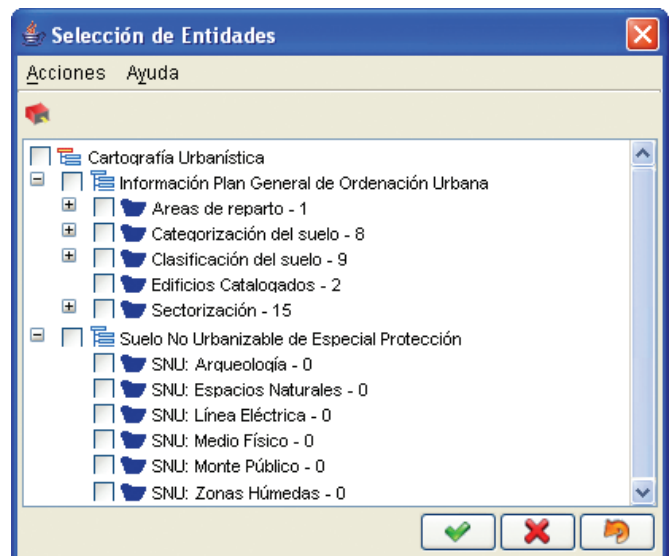 Selección de Entidades
Acciones Ayuda
Cartografía Urbanística
Información Plan General de Ordenación Urbana
Areas de reparto - 1
Categorización del suelo - 8
Clasificación del suelo - 9
Edificios Catalogados - 2
Sectorización - 15
Suelo No Urbanizable de Especial Protección
SNU: Arqueología - 0
SNU: Espacios Naturales - 0
SNU: Línea Eléctrica - 0
SNU: Medio Físico - 0
SNU: Monte Público - 0
SNU: Zonas Húmedas - 0